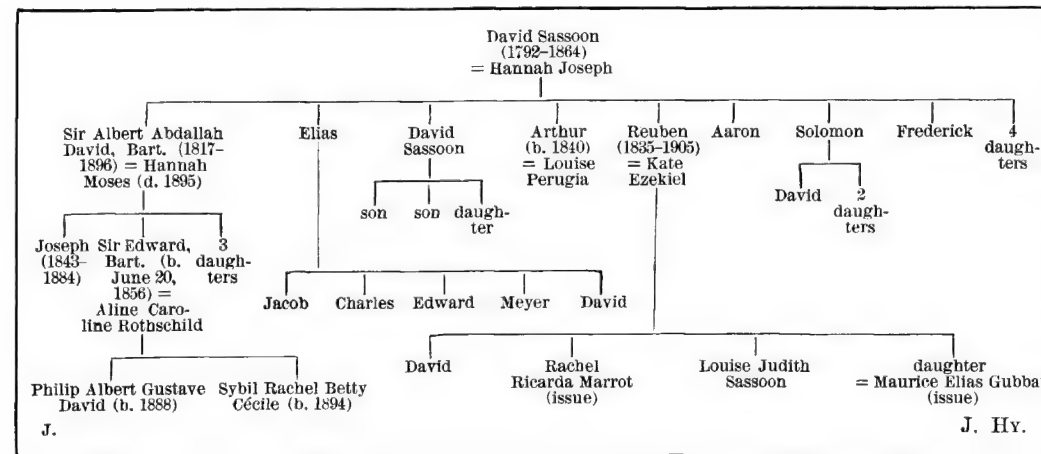 David Sassoon
(1792–1864)
= Hannah Joseph
Sir Albert Abdallah
David, Bart. (1817–
1896) = Hannah
Moses (d. 1895)
Elias
David
Sassoon
Arthur
(b. 1840)
= Louise
Perugia
Reuben
(1835–1905)
= Kate
Ezekiel
Aaron
Solomon
Frederick
4
daugh-
ters
son
son
daugh-
ter
David
2
daugh-
ters
Joseph
(1843–
1884)
Sir Edward,
Bart. (b.
June 20,
1856) =
Aline Caro-
line Rothschild
3
daugh-
ters
Jacob
Charles
Edward
Meyer
David
David
Rachel
Ricarda Marrot
(issue)
Louise Judith
Sassoon
daughter
= Maurice Elias Gubba
(issue)
Philip Albert Gustave
David (b. 1888)
Sybil Rachel Betty
Cécile (b. 1894)
J.
J. Hy.